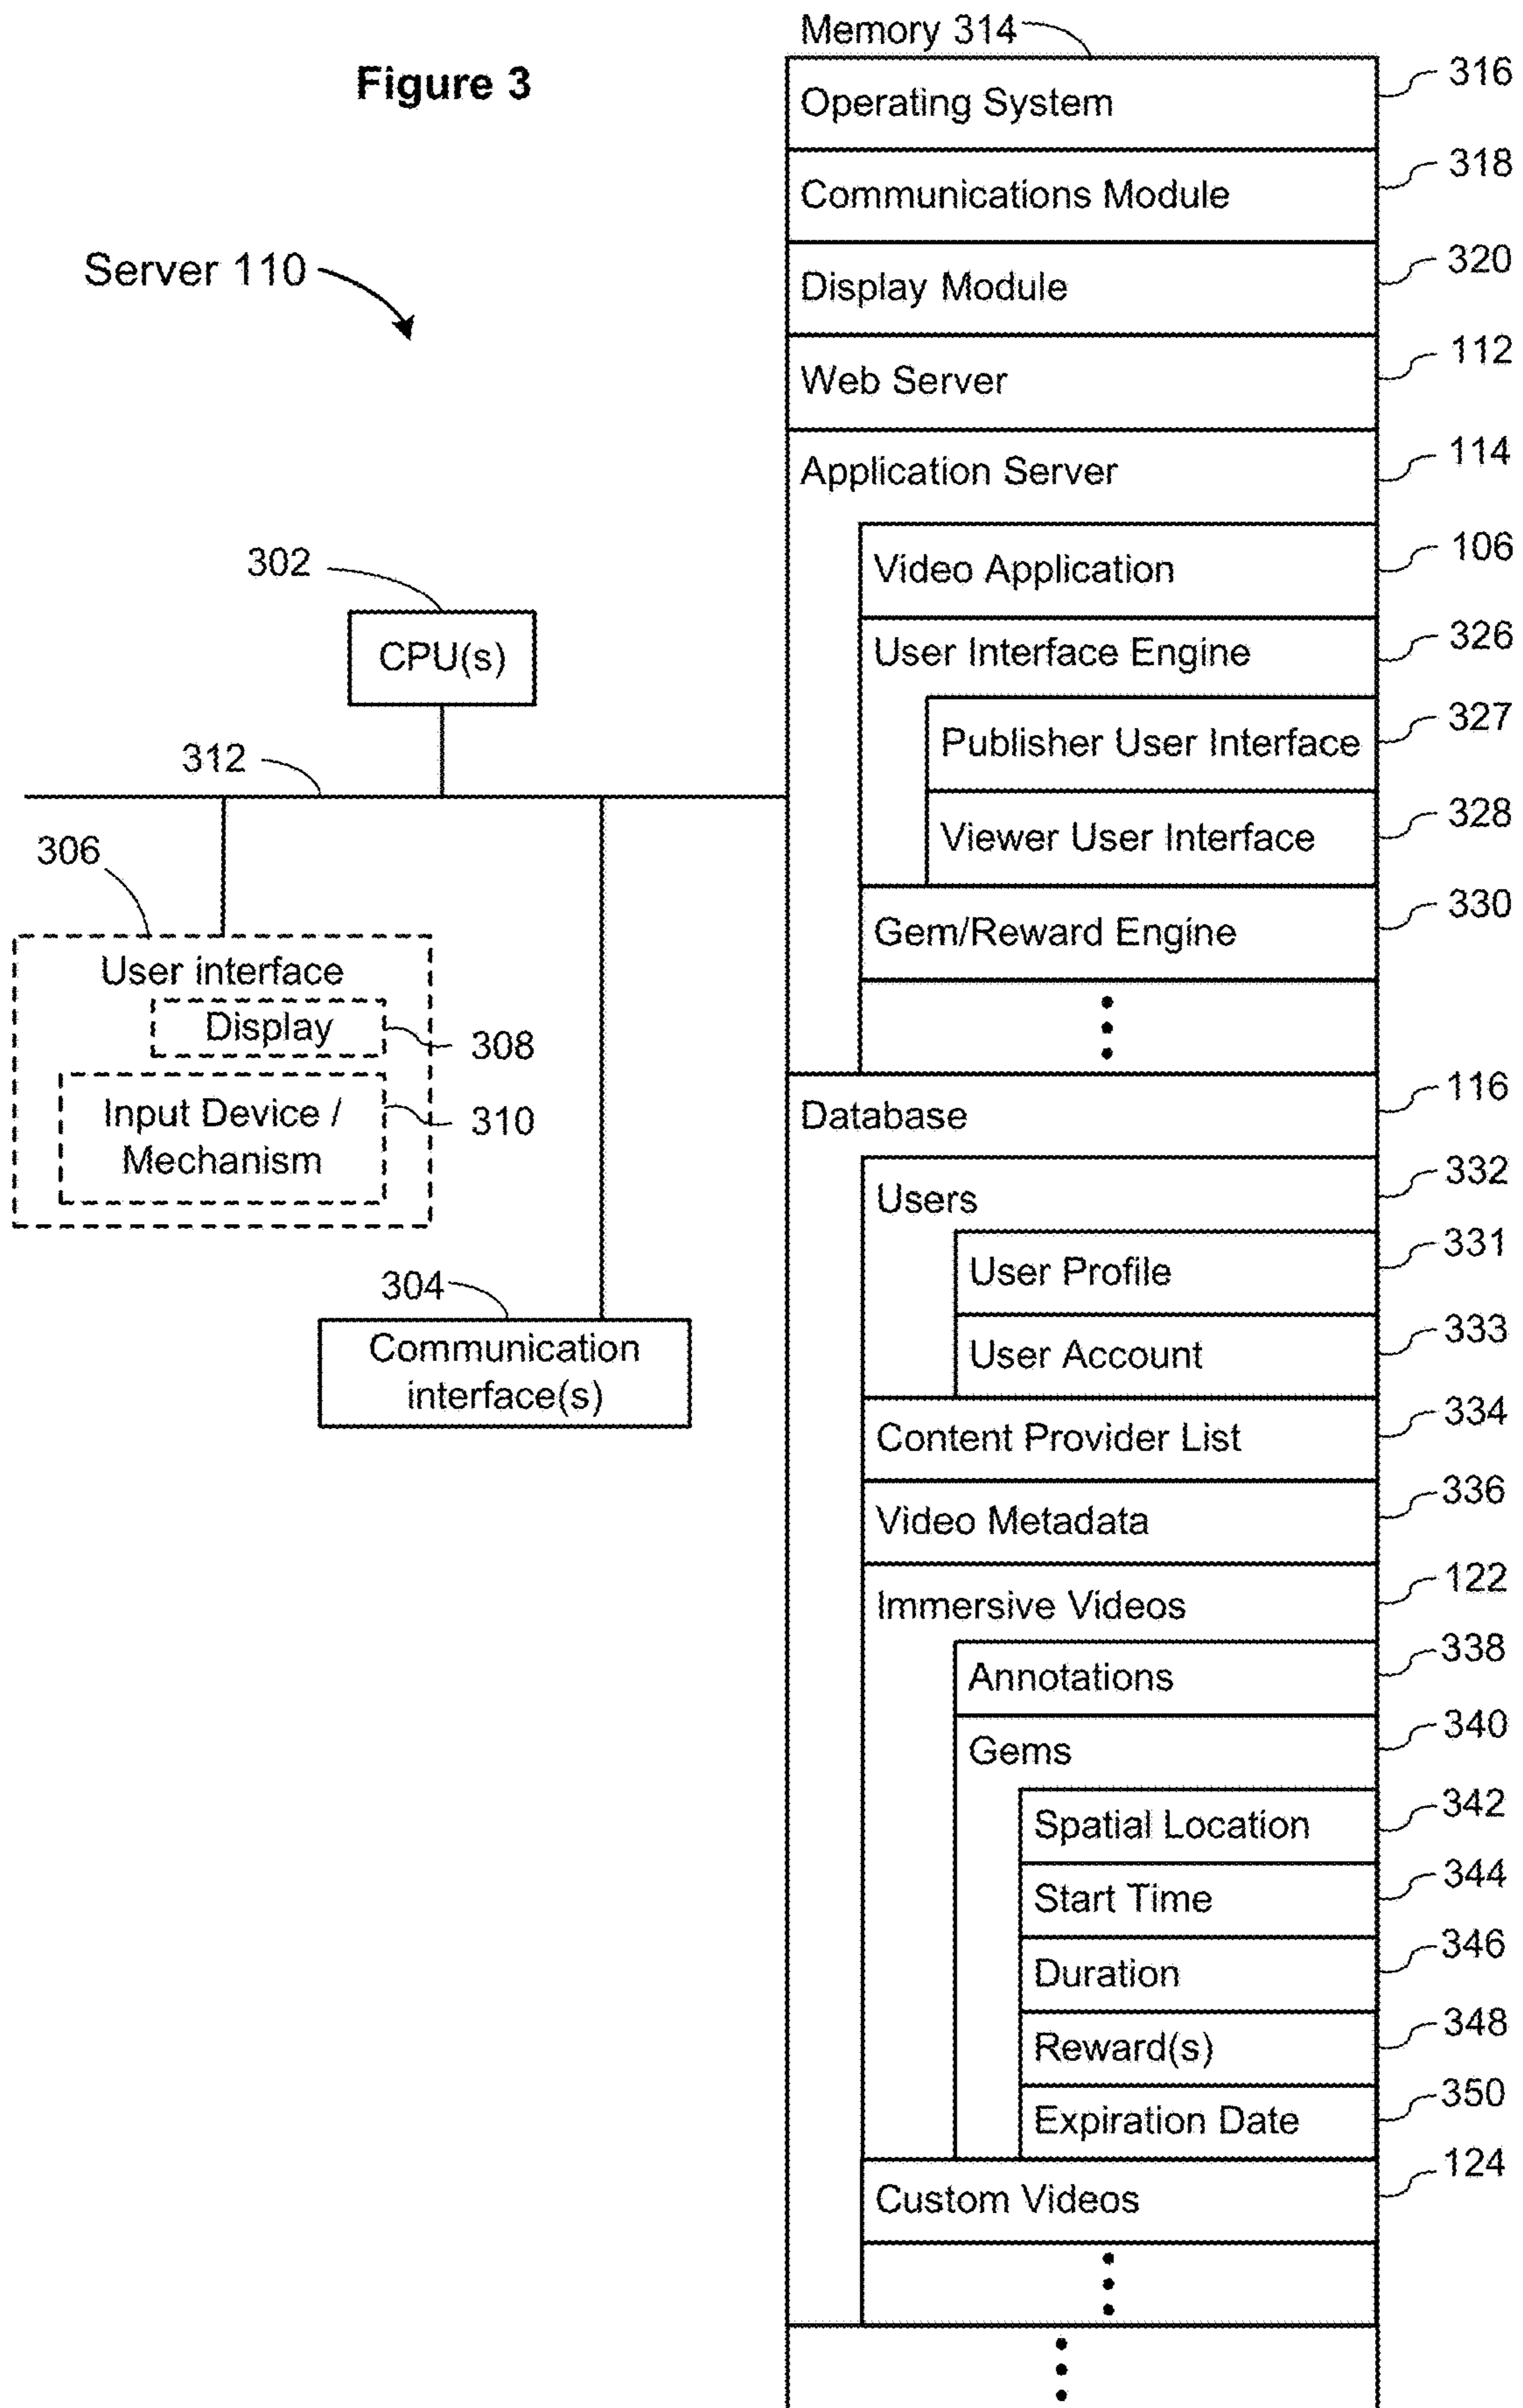 Figure 3
Server 110
302
CPU(s)
312
306
User interface
Display
308
Input Device /
Mechanism
310
304
Communication
interface(s)
Memory 314
Operating System
316
Communications Module
318
Display Module
320
Web Server
112
Application Server
114
Video Application
106
User Interface Engine
326
Publisher User Interface
327
Viewer User Interface
328
Gem/Reward Engine
330
Database
116
Users
332
User Profile
331
User Account
333
Content Provider List
334
Video Metadata
336
Immersive Videos
122
Annotations
338
Gems
340
Spatial Location
342
Start Time
344
Duration
346
Reward(s)
348
Expiration Date
350
Custom Videos
124